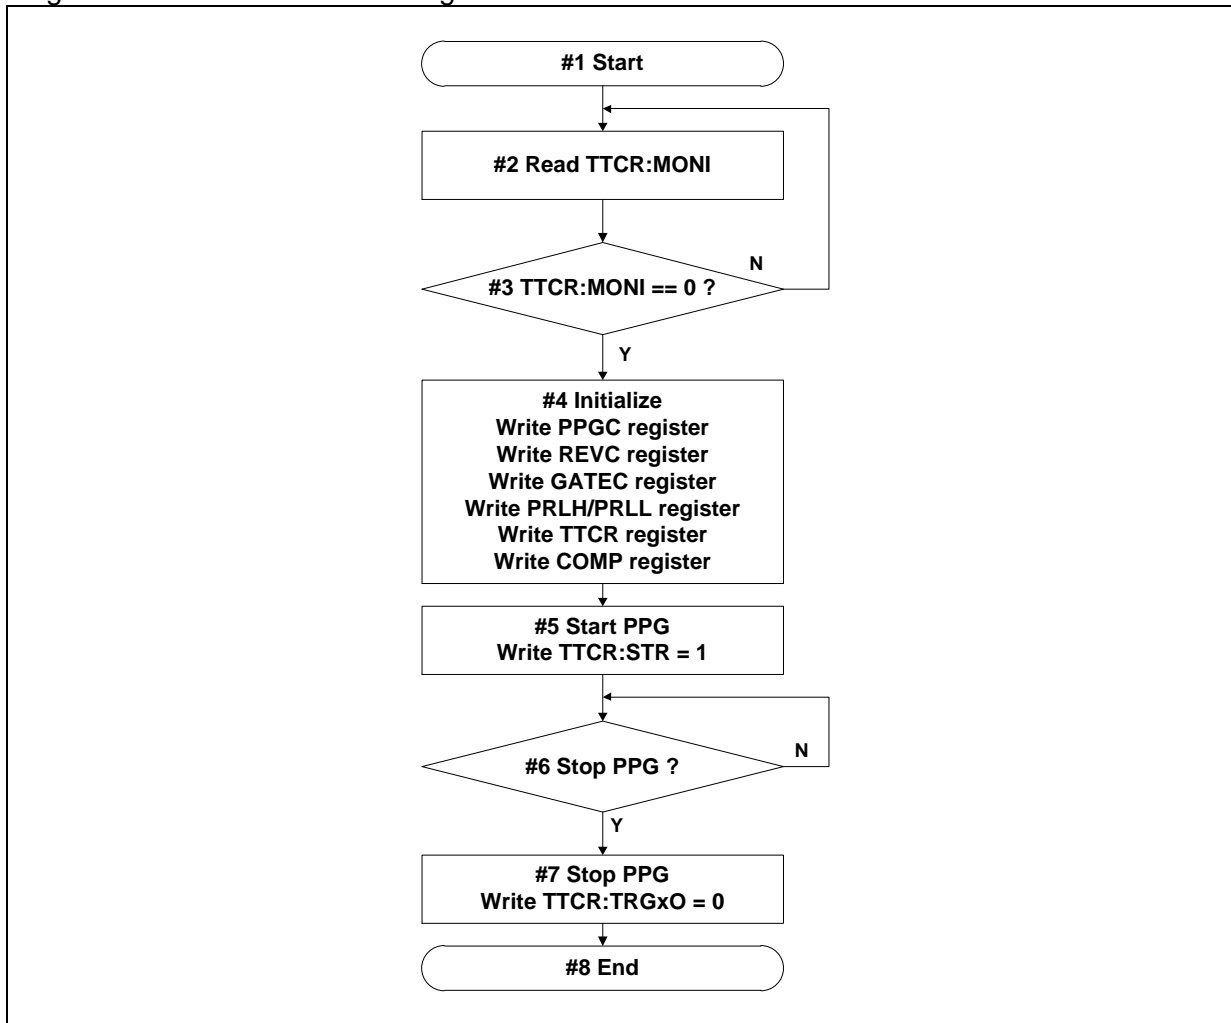 #1 Start
#2 Read TTCR:MONI
N
#3 TTCR:MONI == 0 ?
Y
#4 Initialize
Write PPGC register
Write REVC register
Write GATEC register
Write PRLH/PRLL register
Write TTCR register
Write COMP register
#5 Start PPG
Write TTCR:STR = 1
N
#6 Stop PPG ?
Y
#7 Stop PPG
Write TTCR:TRGxO = 0
#8 End